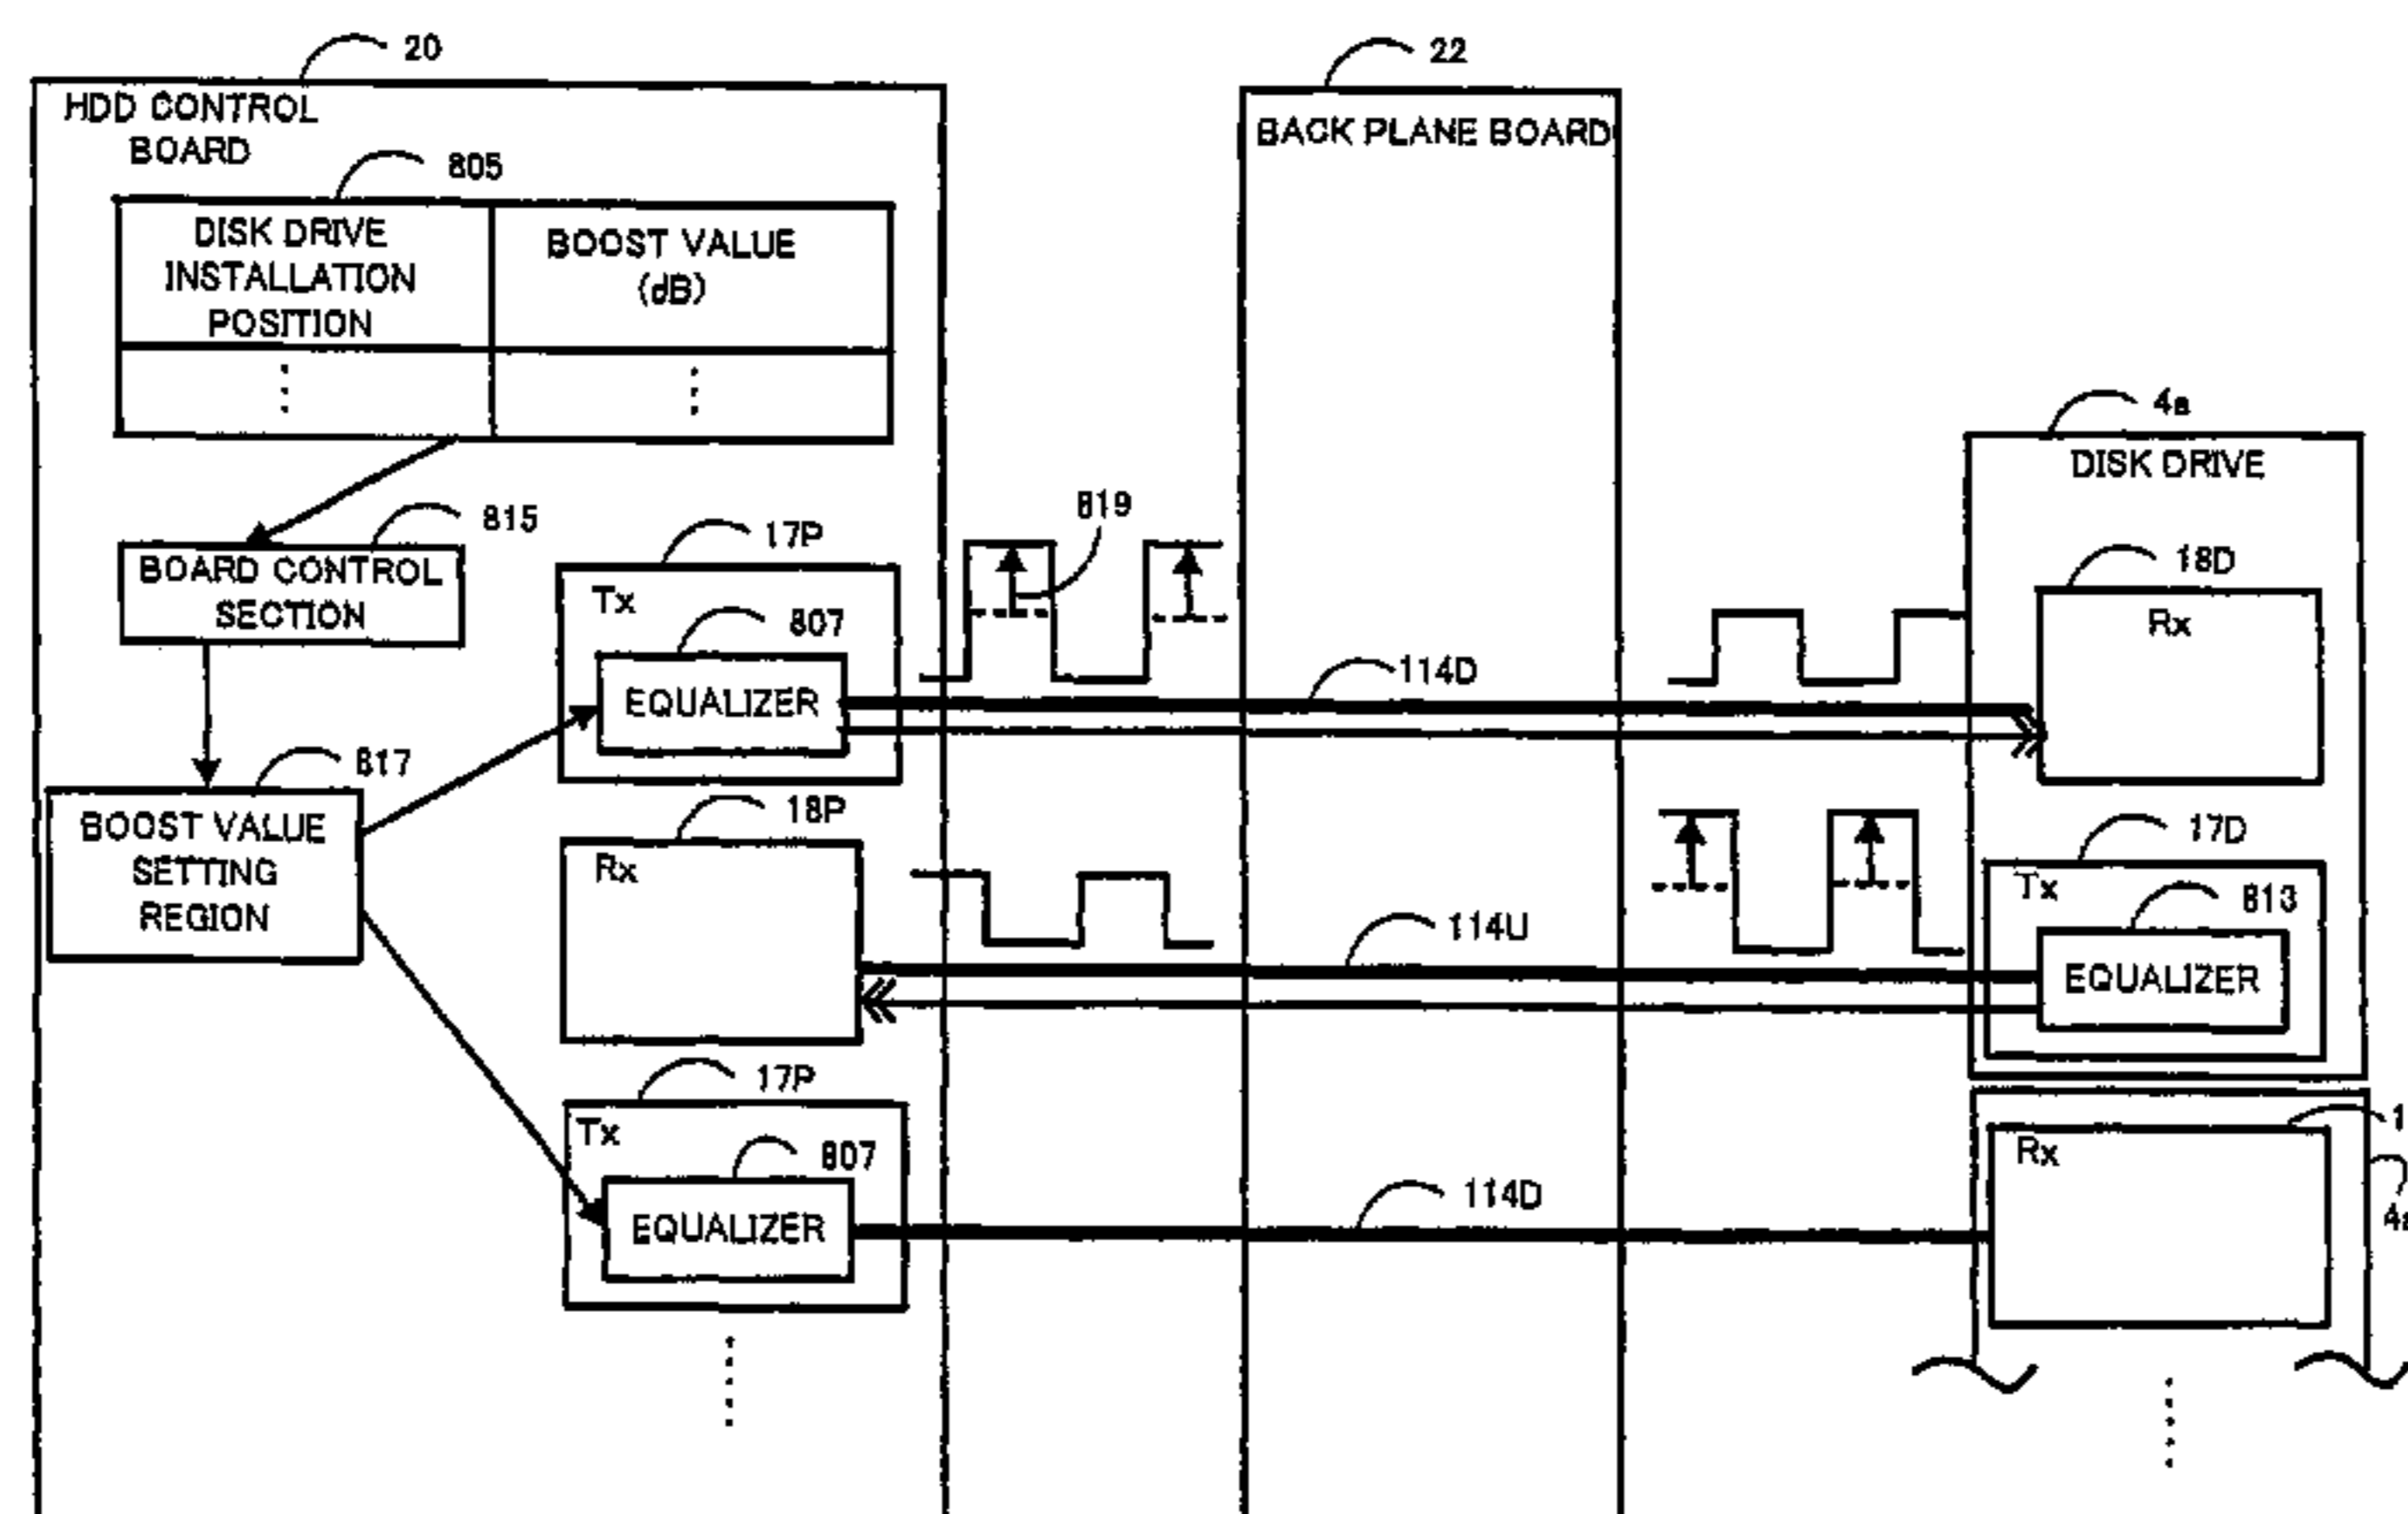 20
22
HDD CONTROL
BOARD
BACK PLANE BOARD
805
DISK DRIVE
INSTALLATION
POSITION
BOOST VALUE
(dB)
4a
DISK DRIVE
815
BOARD CONTROL
SECTION
17P
Tx
807
EQUALIZER
819
114D
18D
Rx
817
BOOST VALUE
SETTING
REGION
18P
Rx
114U
17D
Tx
813
EQUALIZER
17P
Tx
807
EQUALIZER
114D
Rx